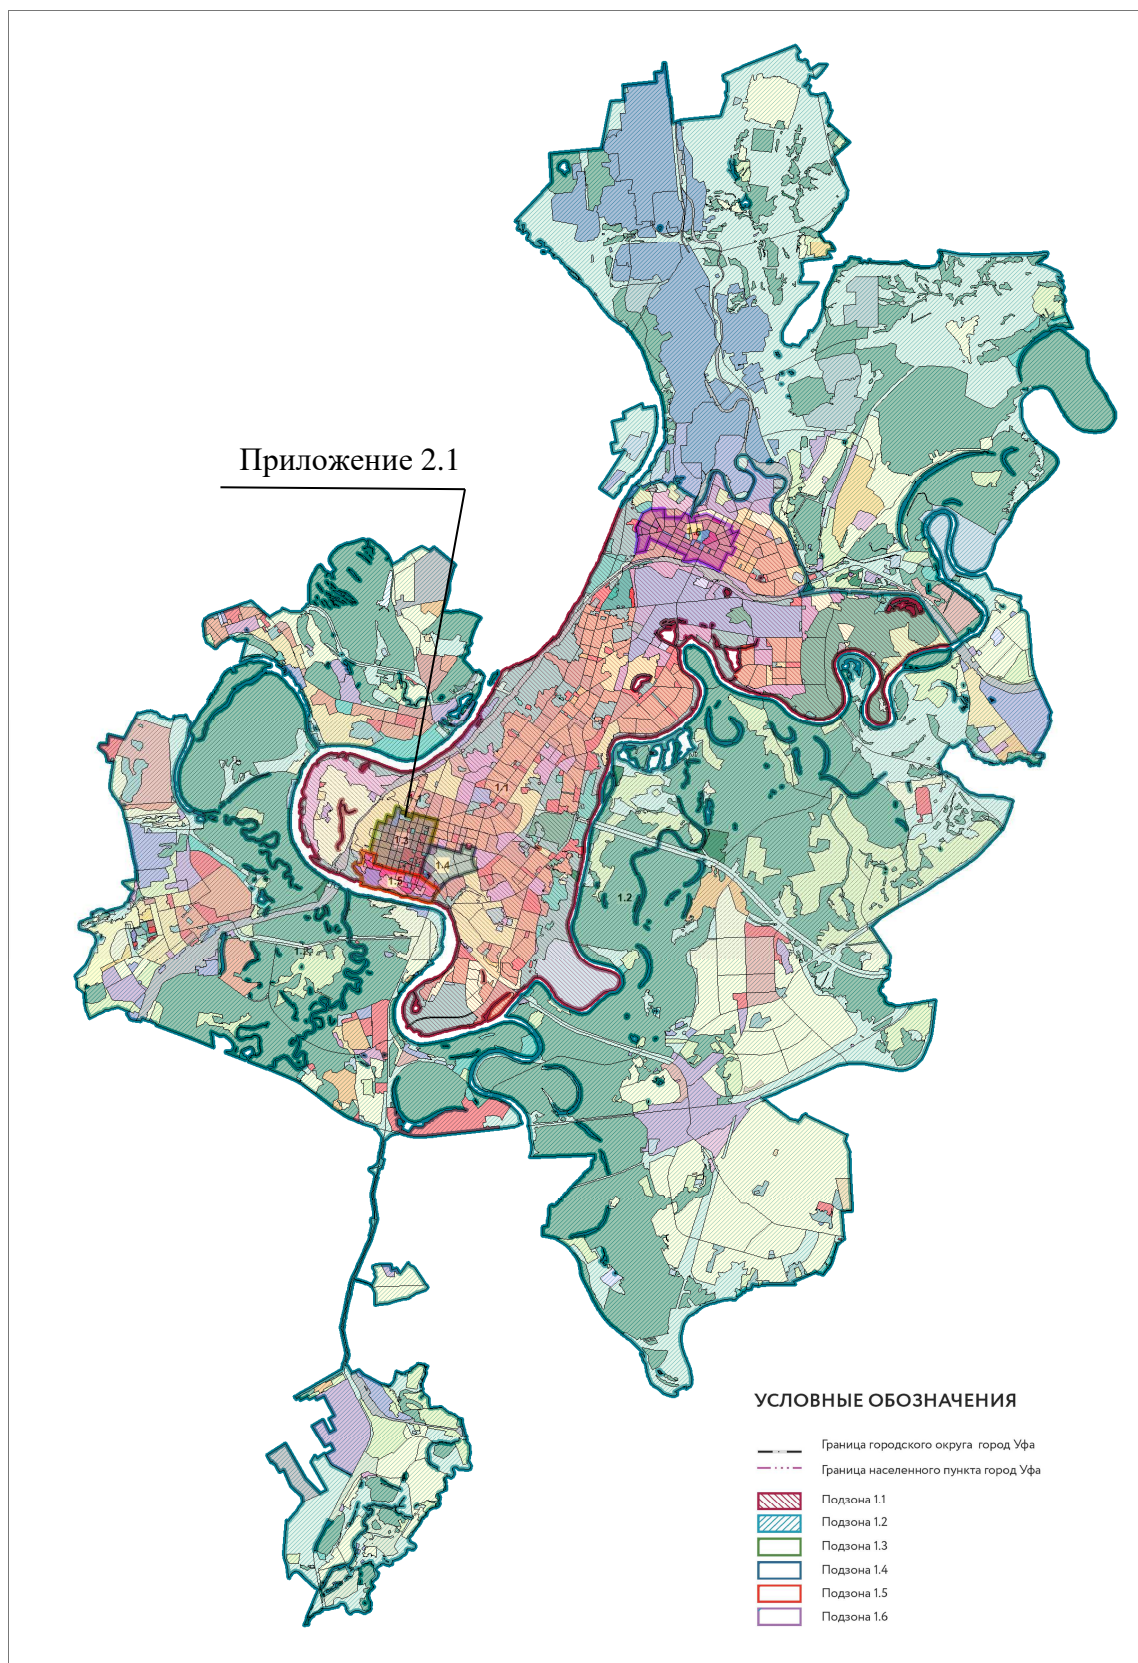 Приложение 2.1
1.1
1.3
1.4
1.5
1.2
УСЛОВНЫЕ ОБОЗНАЧЕНИЯ
Граница городского округа город Уфа
Граница населенного пункта город Уфа
Подзона 1.1
Подзона 1.2
Подзона 1.3
Подзона 1.4
Подзона 1.5
Подзона 1.6